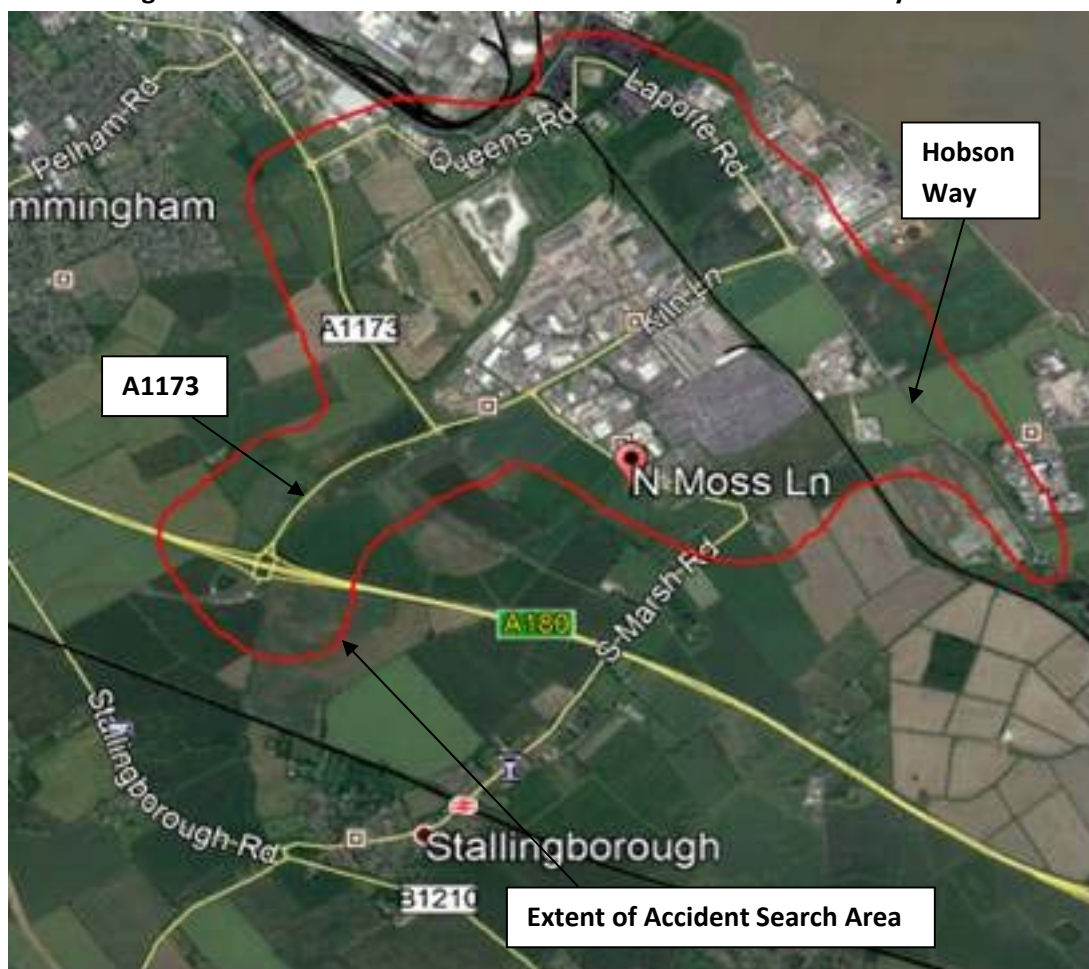 Pelham-Rd
mmingham
Queens-Rd
Laporte-Rd
Hobson
Way
A1173
Kiln-Ln
A1173
N Moss Ln
S-Marsh-Rd
A180
Stallingborough-Rd
Stallingborough
B1210
Extent of Accident Search Area